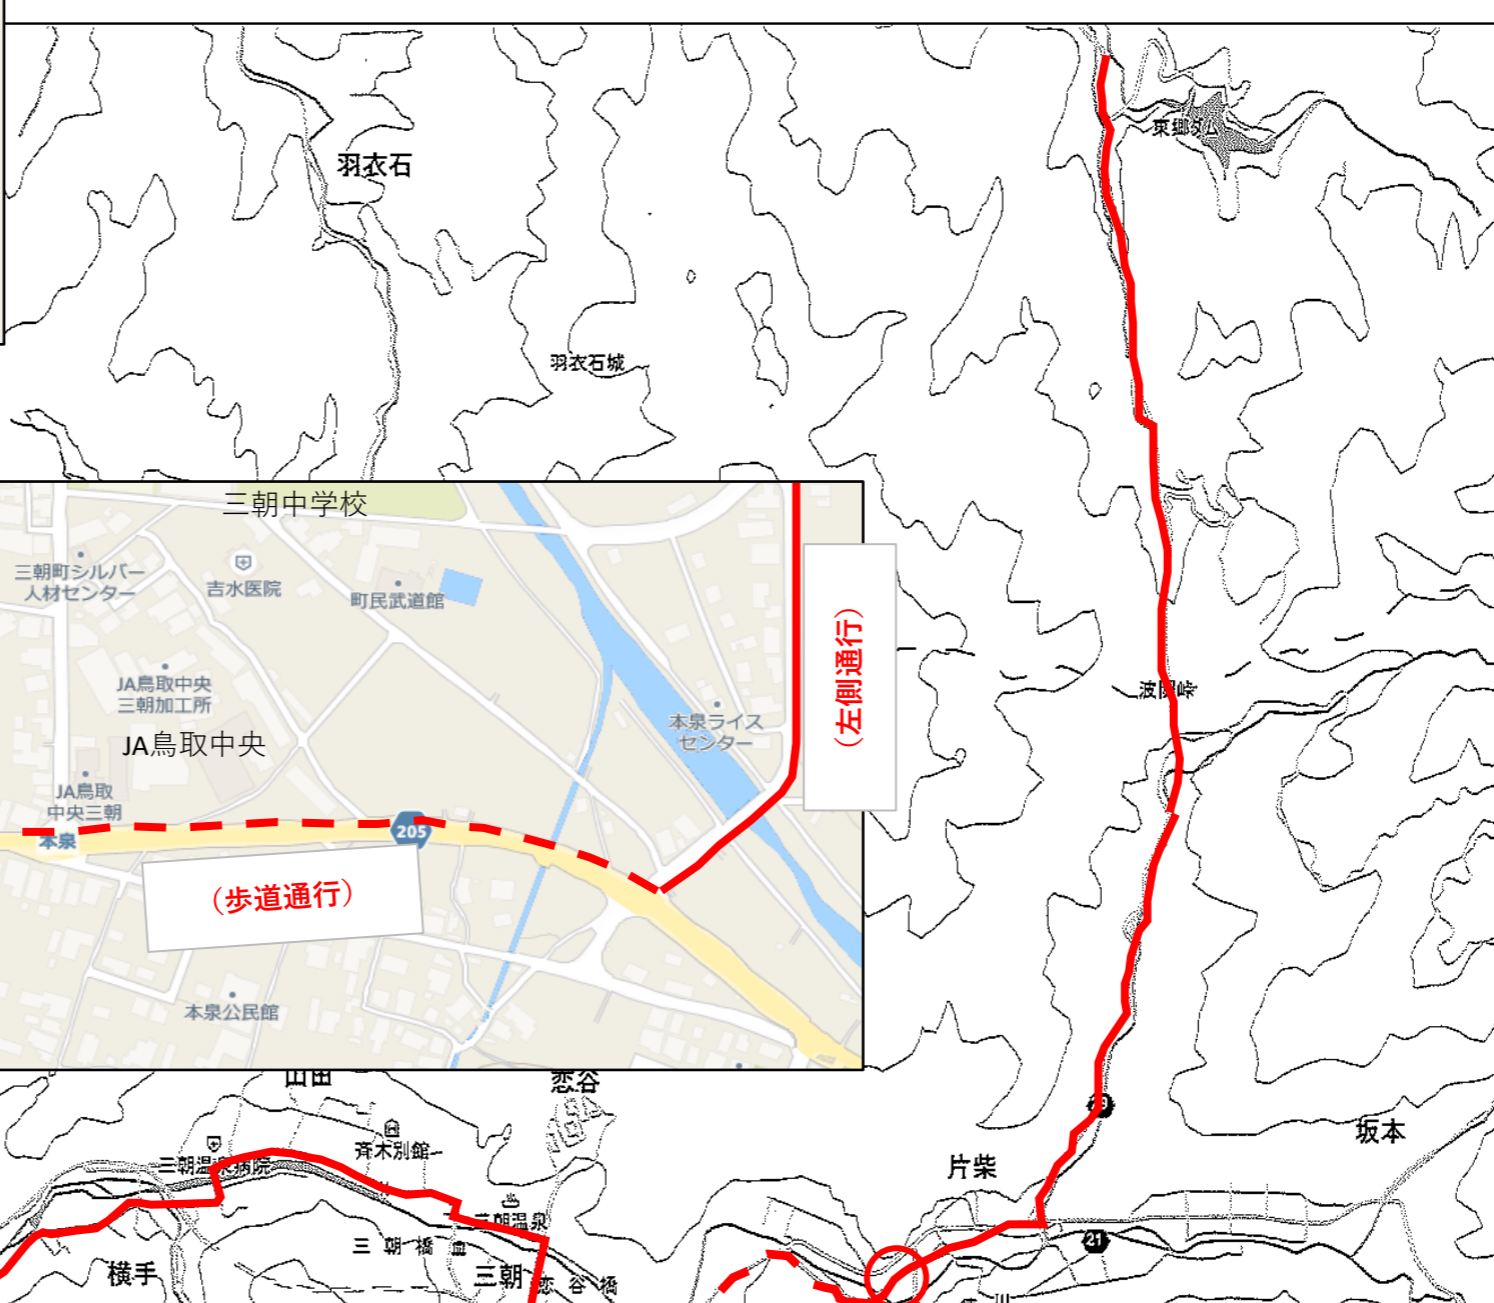 東郷ダム
羽衣石
羽衣石城
三朝中学校
三朝町シルバー
人材センター
吉水医院
町民武道館
(左側通行)
JA鳥取中央
三朝加工所
本泉ライス
センター
JA鳥取中央
JA鳥取
中央三朝
本泉
205
(歩道通行)
本泉公民館
山田
恋谷
坂本
斉木別館
三朝温泉病院
片柴
三朝温泉
三朝橋
21
横手
三朝
恋谷橋